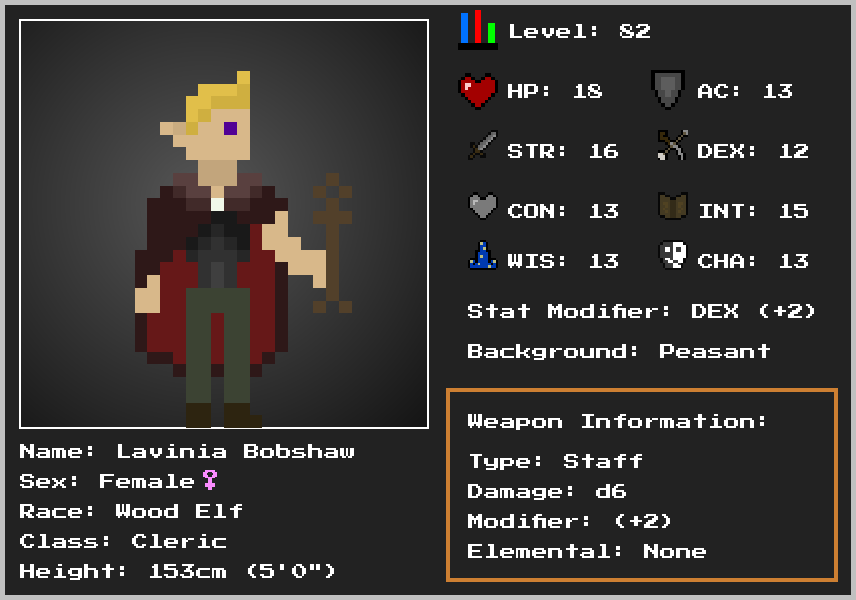 Level: 82
HP: 18 AC: 13
STR: 16 DEX: 12
CON: 13 INT: 15
WIS: 13 CHA: 13
Stat Modifier: DEX (+2)
Background: Peasant
Weapon Information:
Type: Staff
Damage: d6
Modifier: (+2)
Elemental: None
Name: Lavinia Bobshaw
Sex: Female♀
Race: Wood Elf
Class: Cleric
Height: 153cm (5'0")